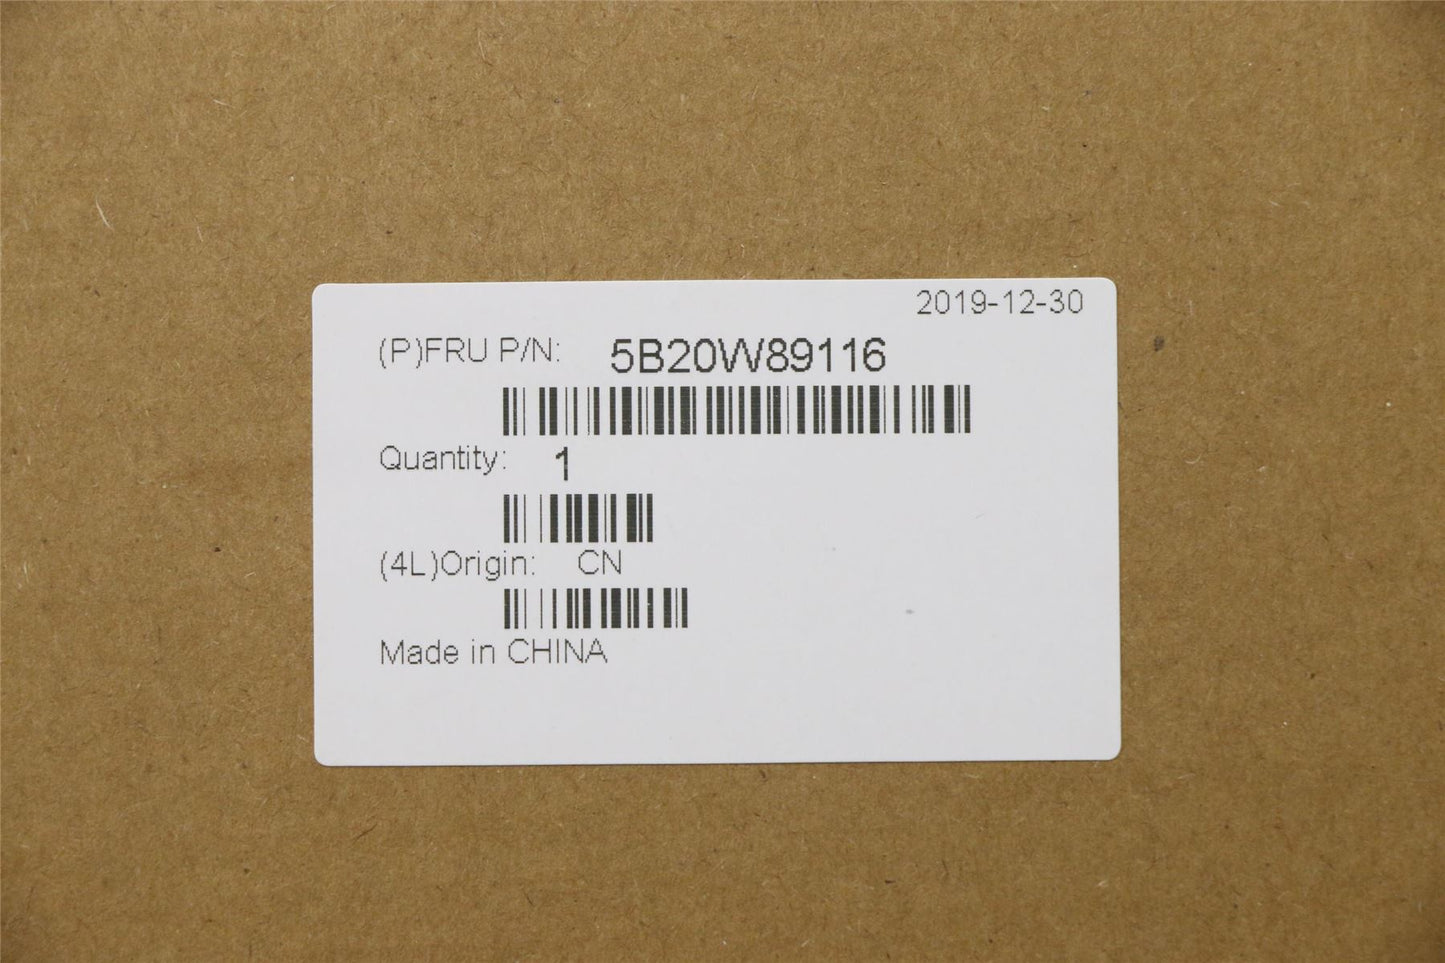 2019-12-30
(P)FRU P/N: 5B20W89116
Quantity: 1
(4L)Origin: CN
Made in CHINA